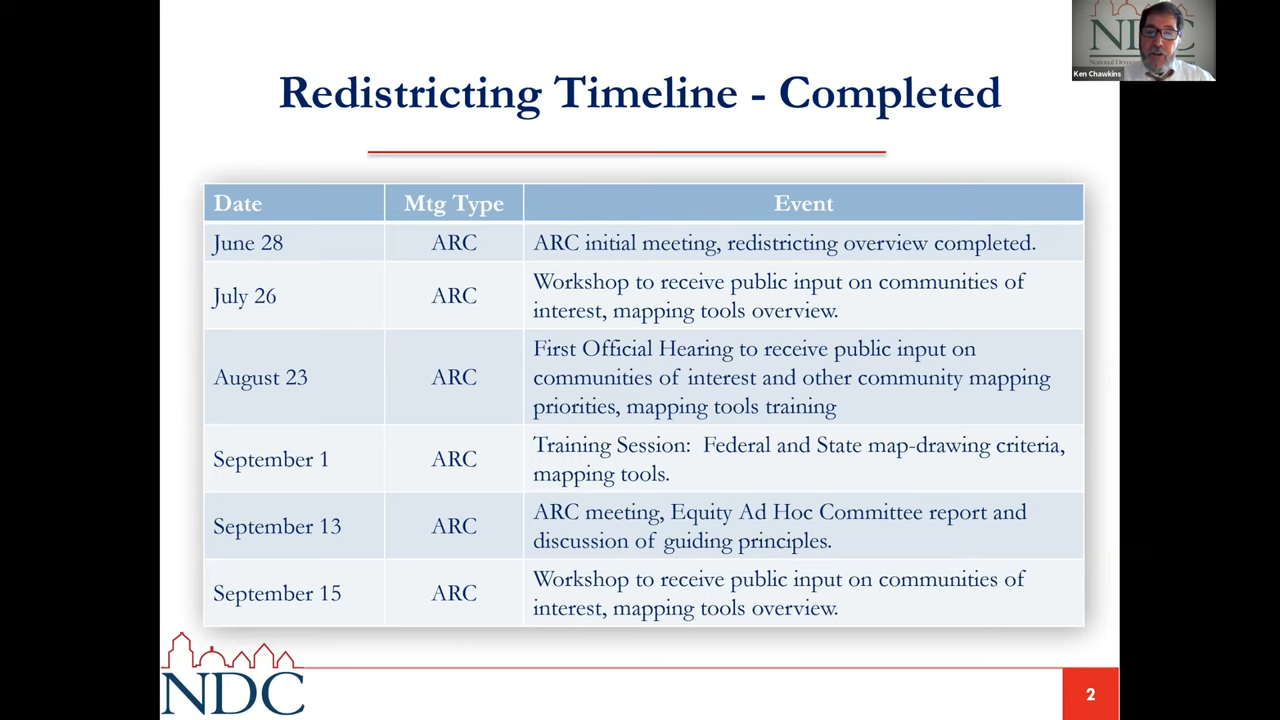 NDC
Ken Chawkins
Redistricting Timeline - Completed
Date Mtg Type Event
June 28 ARC ARC initial meeting, redistricting overview completed.
July 26 ARC Workshop to receive public input on communities of
interest, mapping tools overview.
August 23 ARC First Official Hearing to receive public input on
communities of interest and other community mapping
priorities, mapping tools training
September 1 ARC Training Session: Federal and State map-drawing criteria,
mapping tools.
September 13 ARC ARC meeting, Equity Ad Hoc Committee report and
discussion of guiding principles.
September 15 ARC Workshop to receive public input on communities of
interest, mapping tools overview.
NDC
2